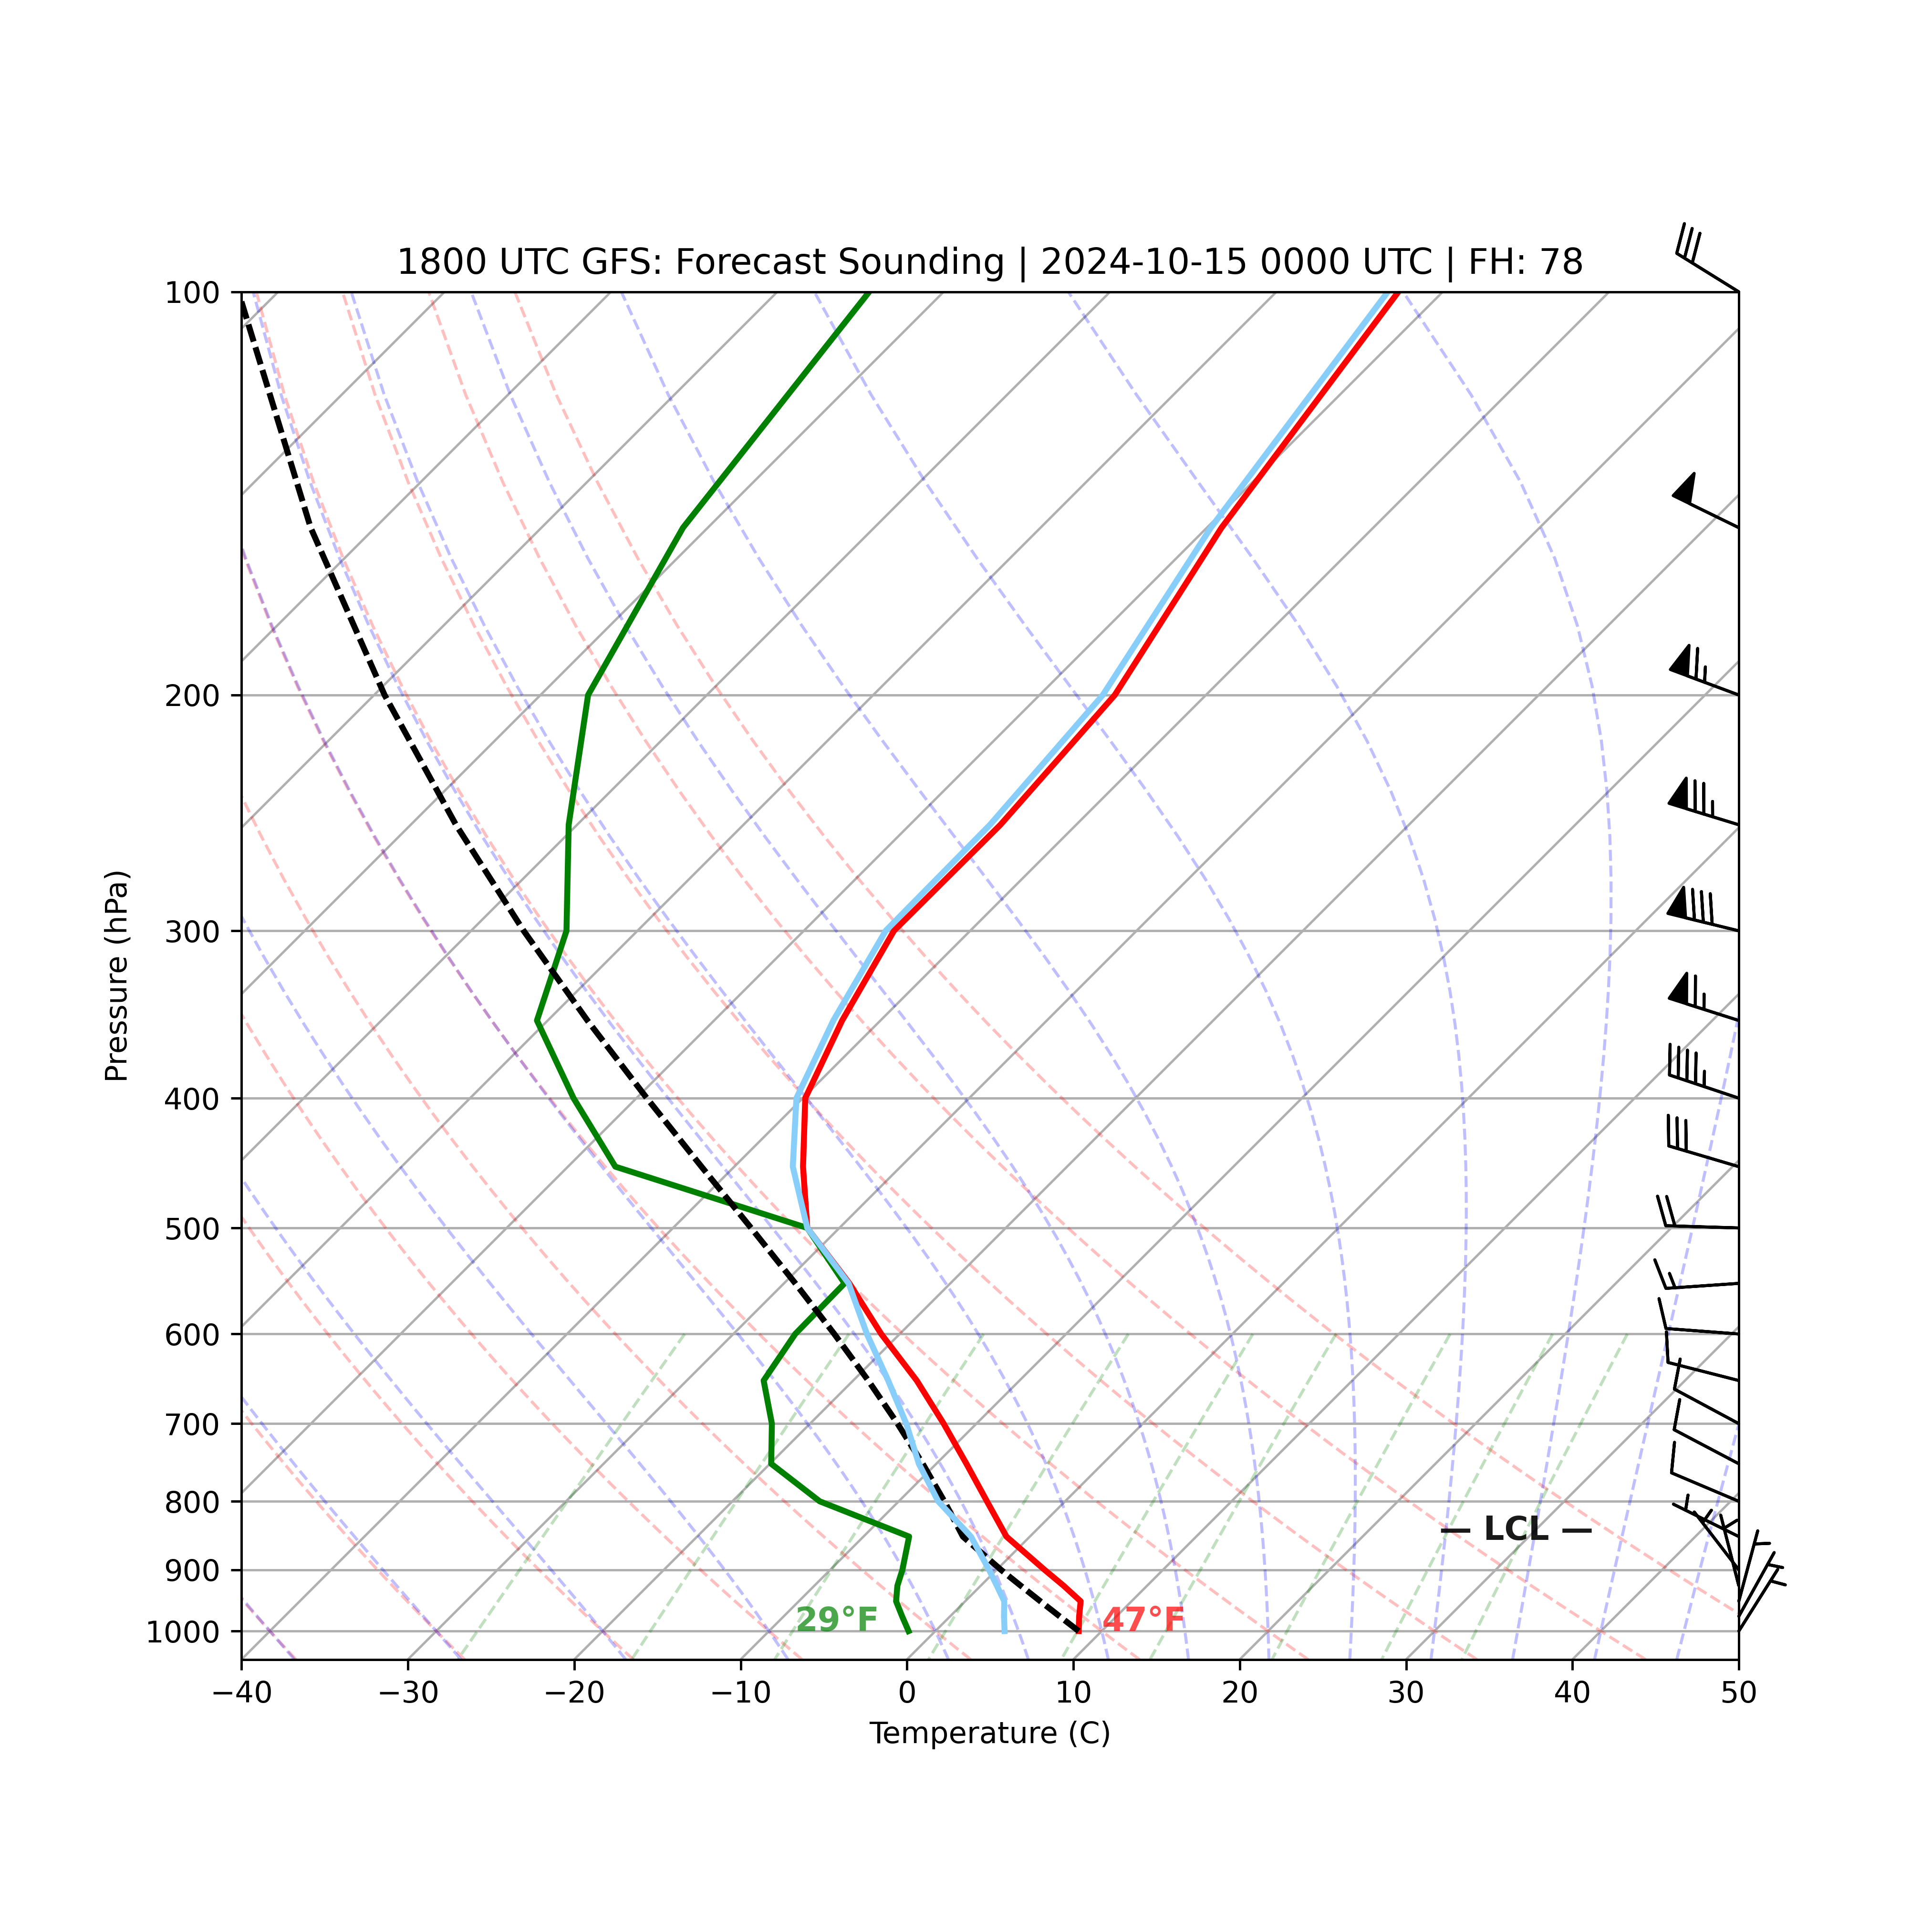 1800 UTC GFS: Forecast Sounding | 2024-10-15 0000 UTC | FH: 78
100
200
300
400
500
600
700
800
900
1000
Pressure (hPa)
— LCL —
29°F
47°F
−40 −30 −20 −10 0 10 20 30 40 50
Temperature (C)